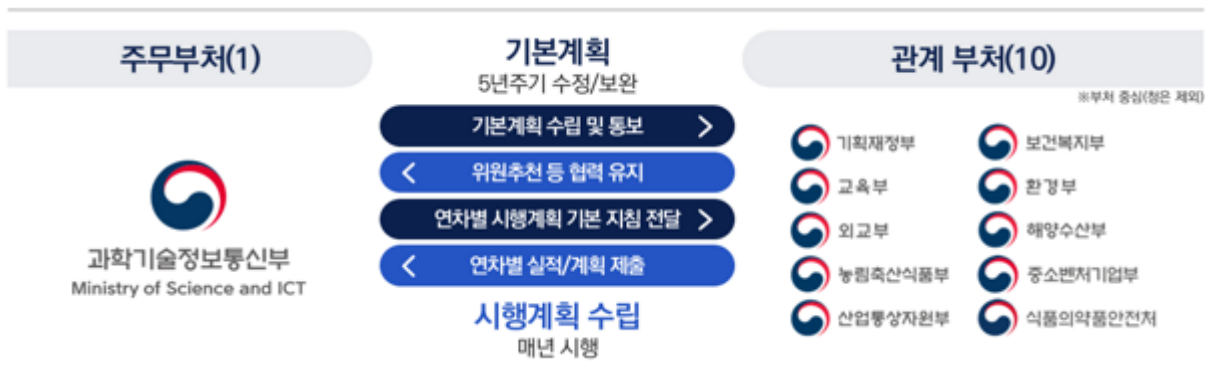 주무부처(1)
기본계획
5년주기 수정/보완
관계 부처(10)
※부처 중심(청은 제외)
기본계획 수립 및 통보
위원추천 등 협력 유지
연차별 시행계획 기본 지침 전달
연차별 실적/계획 제출
시행계획 수립
매년 시행
과학기술정보통신부
Ministry of Science and ICT
기획재정부
보건복지부
교육부
환경부
외교부
해양수산부
농림축산식품부
중소벤처기업부
산업통상자원부
식품의약품안전처